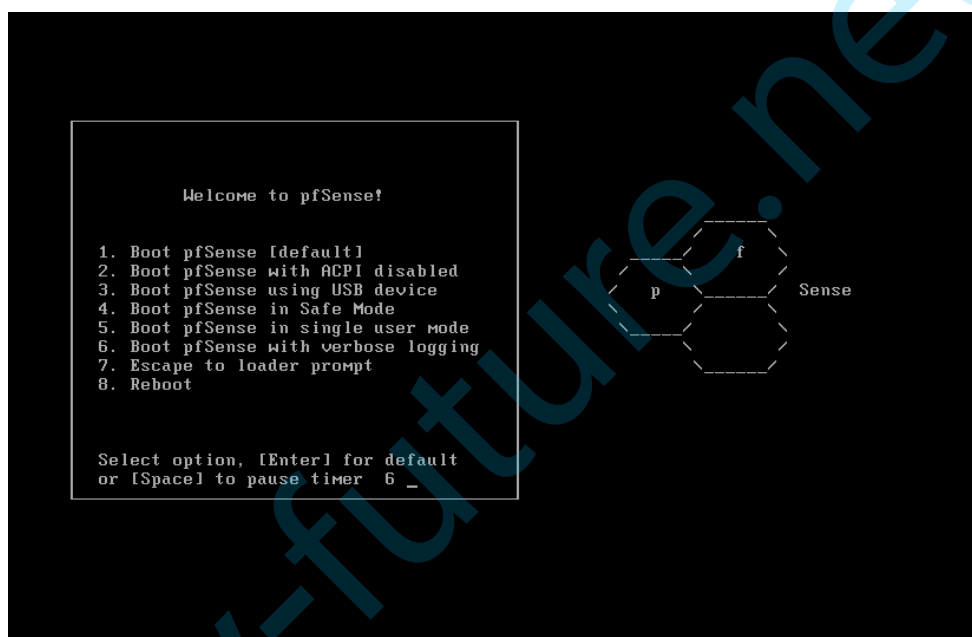 Welcome to pfSense!
1. Boot pfSense [default]
2. Boot pfSense with ACPI disabled
3. Boot pfSense using USB device
4. Boot pfSense in Safe Mode
5. Boot pfSense in single user mode
6. Boot pfSense with verbose logging
7. Escape to loader prompt
8. Reboot
Select option, [Enter] for default
or [Space] to pause timer 6 _
f
p Sense
-future.ne